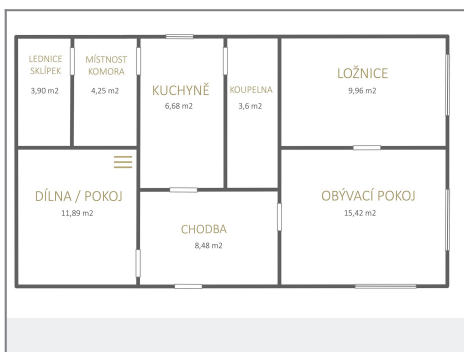 LEDNICE
SKLÍPEK
3,90 m2
MÍSTNOST
KOMORA
4,25 m2
KUCHYNĚ
6,68 m2
KOUPELNA
3,6 m2
LOŽNICE
9,96 m2
DÍLNA / POKOJ
11,89 m2
CHODBA
8,48 m2
OBÝVACÍ POKOJ
15,42 m2